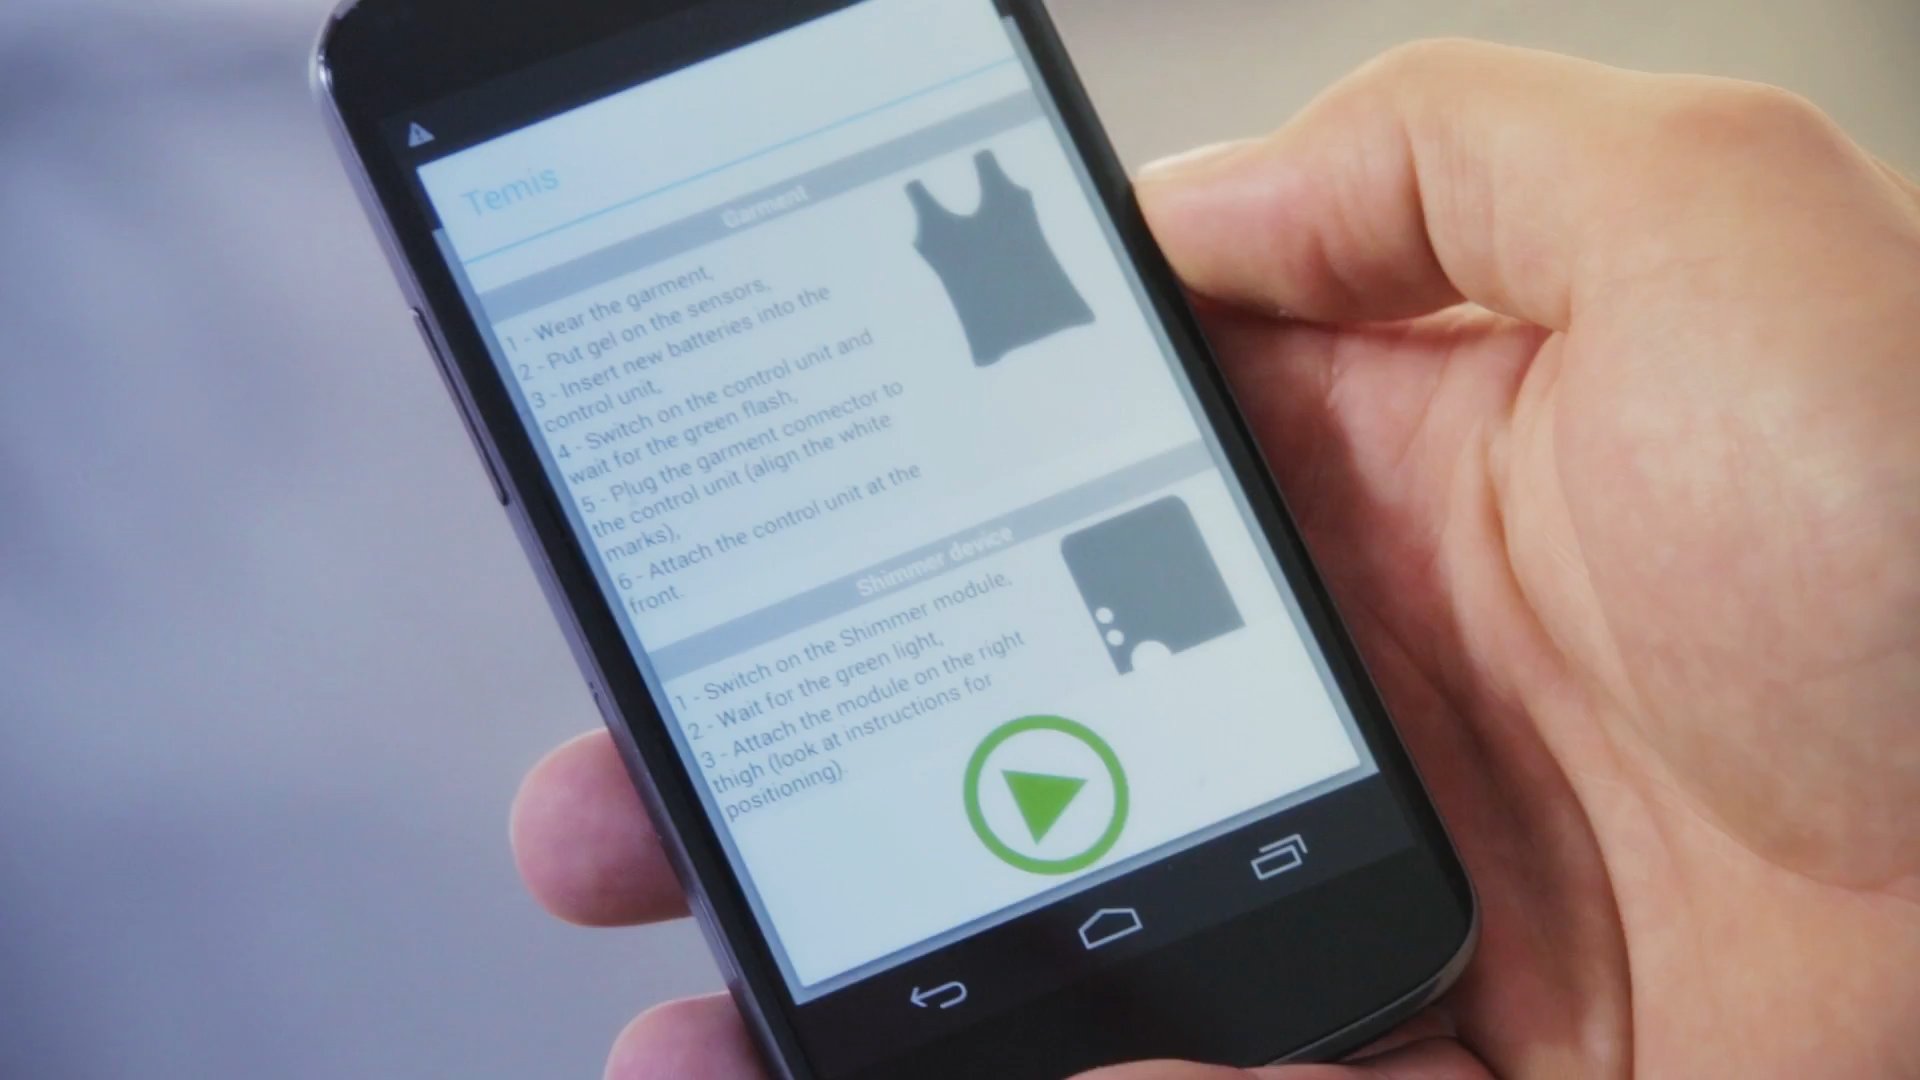 Temis
Garment
1 - Wear the garment,
2 - Put gel on the sensors,
3 - Insert new batteries into the
control unit,
4 - Switch on the control unit and
wait for the green flash,
5 - Plug the garment connector to
the control unit (align the white
marks),
6 - Attach the control unit at the
front.
Shimmer device
1 - Switch on the Shimmer module,
2 - Wait for the green light,
3 - Attach the module on the right
thigh (look at instructions for
positioning).